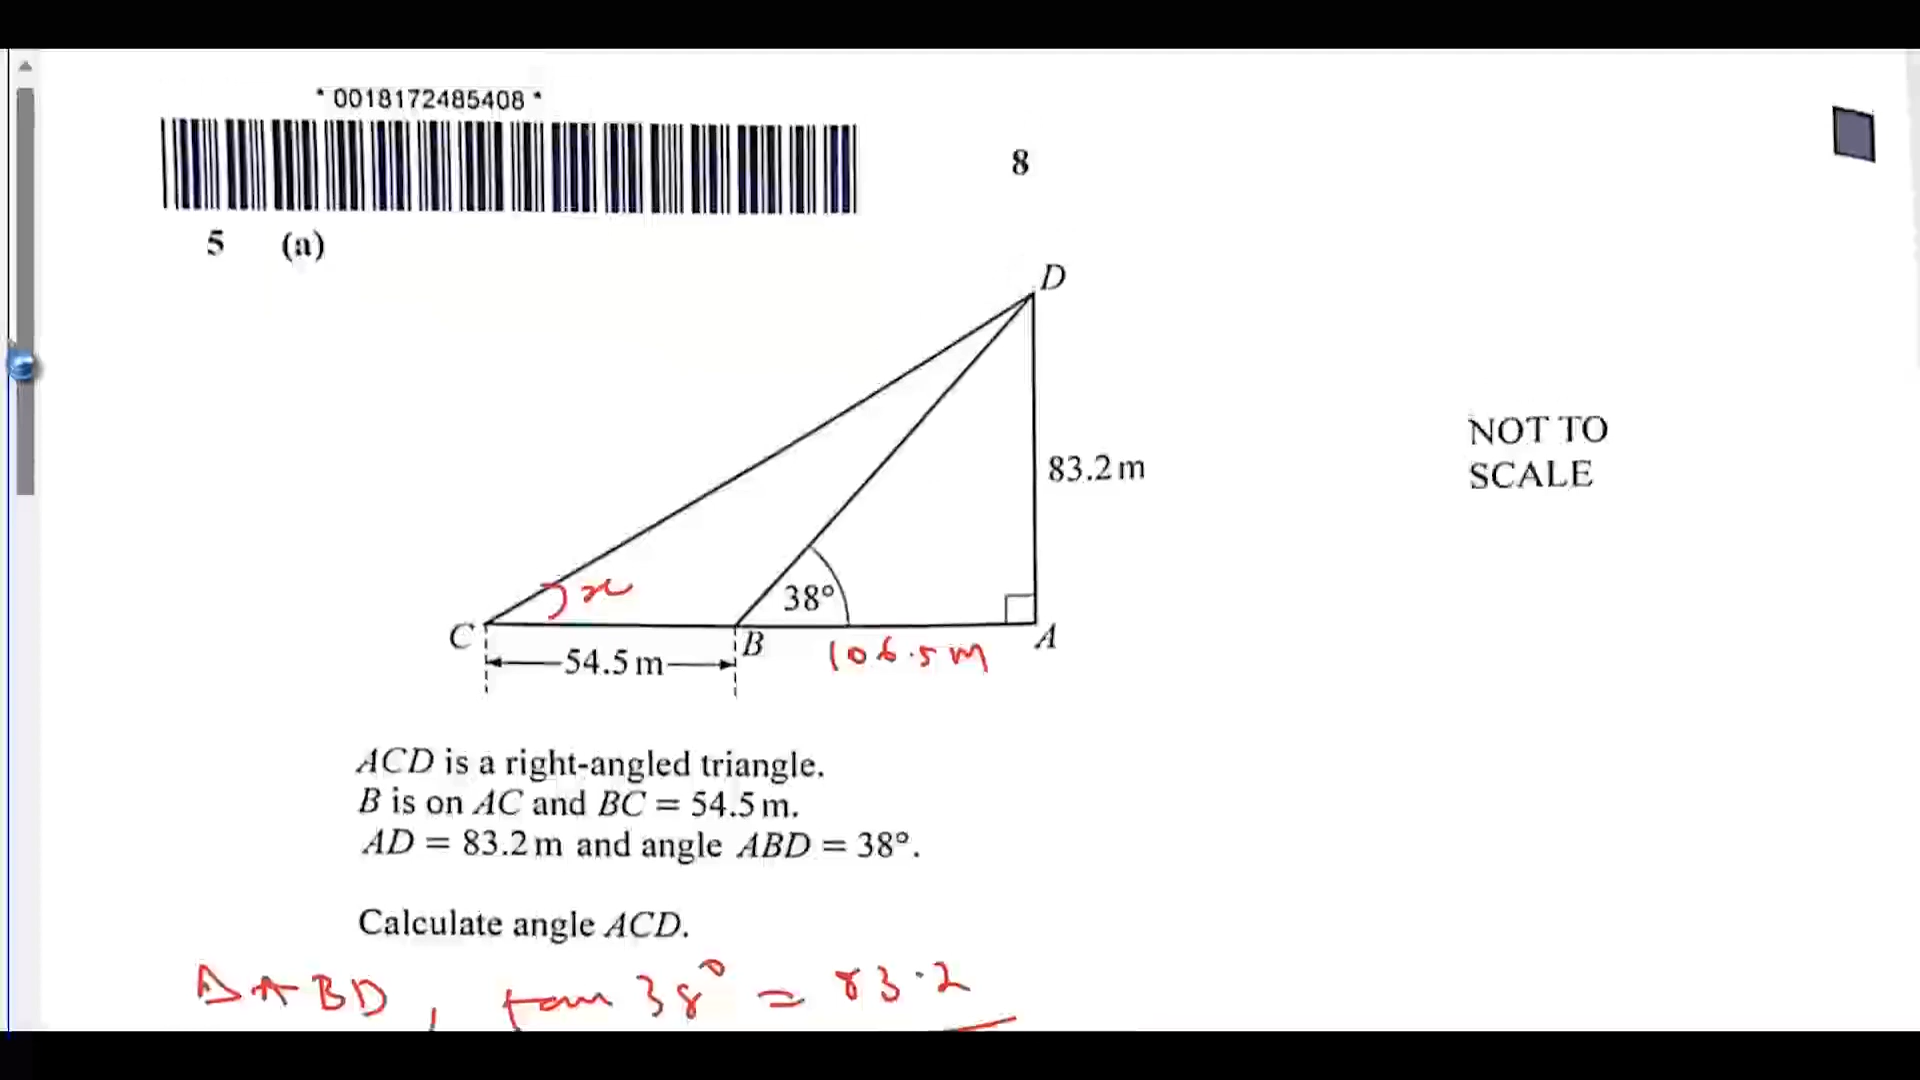 * 0018172485408 *
8
5 (a)
D
83.2 m
NOT TO
SCALE
x
38°
C
B
A
54.5 m
106.5 m
ACD is a right-angled triangle.
B is on AC and BC = 54.5 m.
AD = 83.2 m and angle ABD = 38°.
Calculate angle ACD.
Δ ABD, tan 38° = 83.2